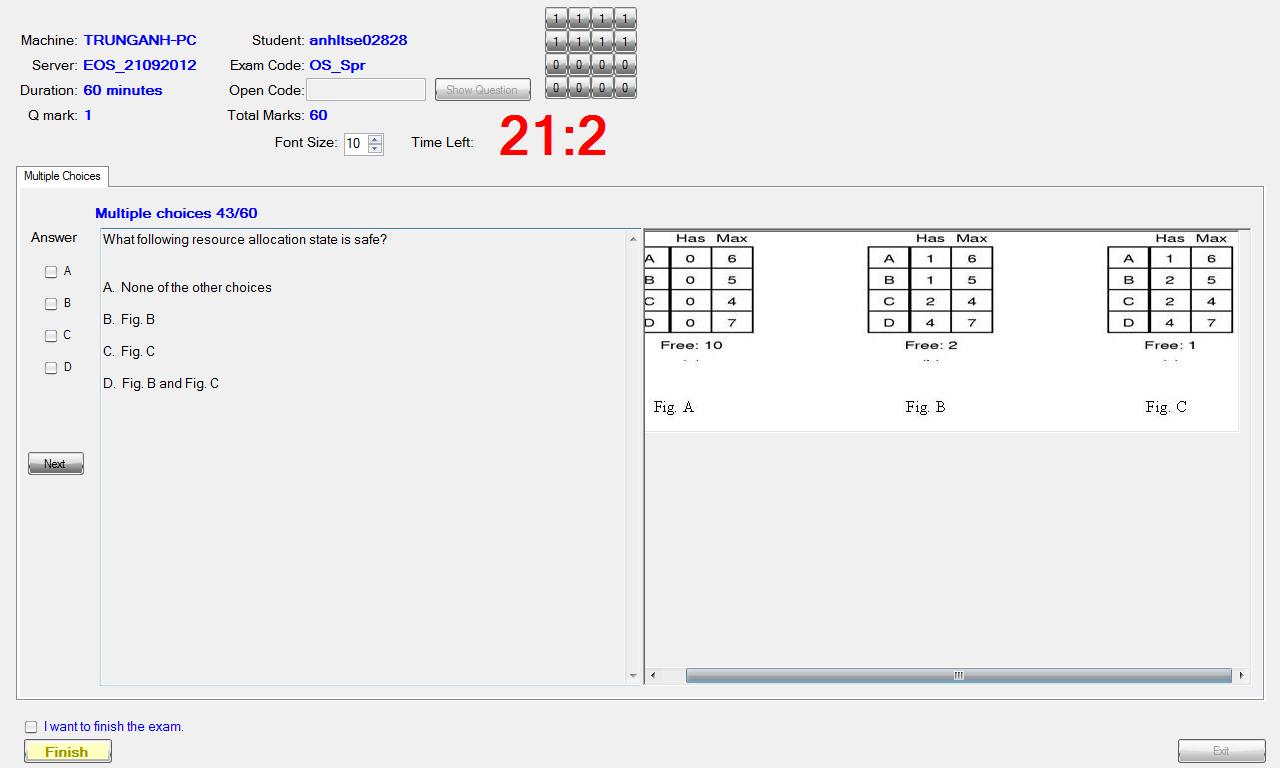 Machine: TRUNGANH-PC Student: anhltse02828
Server: EOS_21092012 Exam Code: OS_Spr
Duration: 60 minutes Open Code: Show Question
Q mark: 1 Total Marks: 60
Font Size: 10 Time Left: 21:2
1 1 1 1
1 1 1 1
0 0 0 0
0 0 0 0
Multiple Choices
Multiple choices 43/60
Answer
A
B
C
D
Next
What following resource allocation state is safe?
A. None of the other choices
B. Fig. B
C. Fig. C
D. Fig. B and Fig. C
Has Max
A 0 6
B 0 5
C 0 4
D 0 7
Free: 10
Fig. A
Has Max
A 1 6
B 1 5
C 2 4
D 4 7
Free: 2
Fig. B
Has Max
A 1 6
B 2 5
C 2 4
D 4 7
Free: 1
Fig. C
I want to finish the exam.
Finish
Exit